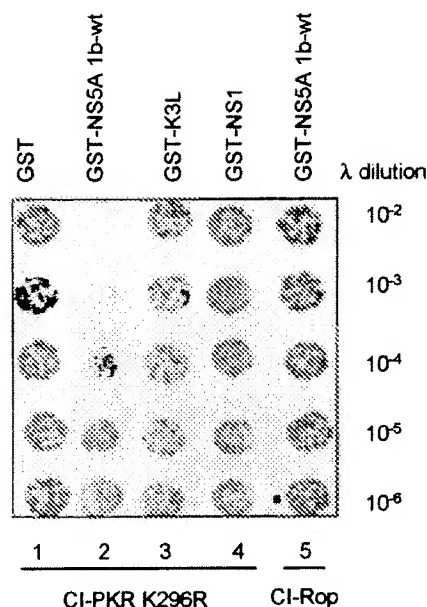 GST
GST-NS5A 1b-wt
GST-K3L
GST-NS1
GST-NS5A 1b-wt
λ dilution
10-2
10-3
10-4
10-5
10-6
1 2 3 4 5
CI-PKR K296R CI-Rop